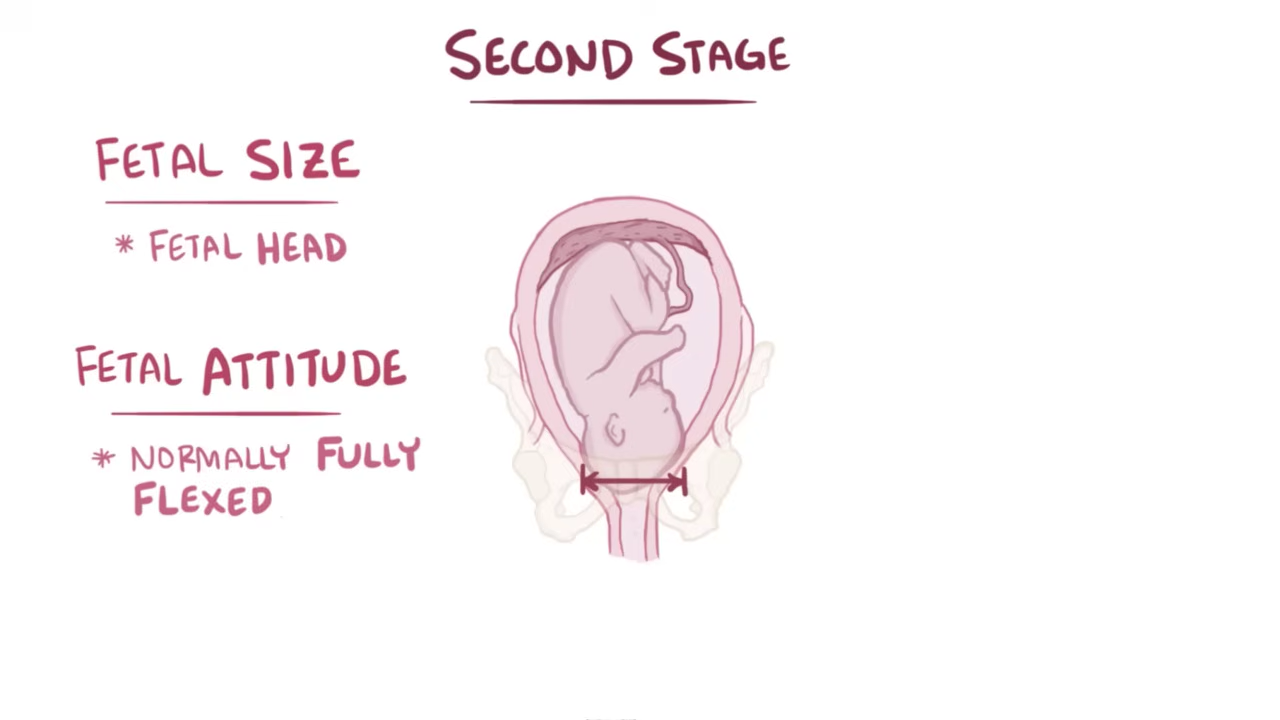 SECOND STAGE
FETAL SIZE
* FETAL HEAD
FETAL ATTITUDE
* NORMALLY FULLY
FLEXED